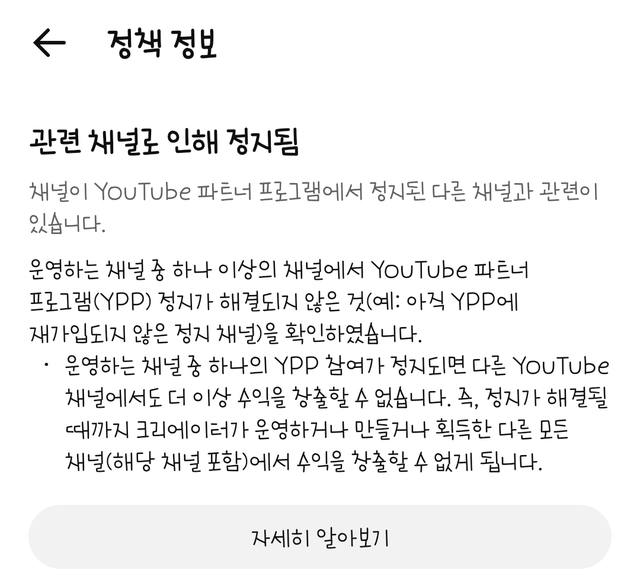 정책 정보
관련 채널로 인해 정지됨
채널이 YouTube 파트너 프로그램에서 정지된 다른 채널과 관련이
있습니다.
운영하는 채널 중 하나 이상의 채널에서 YouTube 파트너
프로그램(YPP) 정지가 해결되지 않은 것(예: 아직 YPP에
재가입되지 않은 정지 채널)을 확인하였습니다.
· 운영하는 채널 중 하나의 YPP 참여가 정지되면 다른 YouTube
채널에서도 더 이상 수익을 창출할 수 없습니다. 즉, 정지가 해결될
때까지 크리에이터가 운영하거나 만들거나 획득한 다른 모든
채널(해당 채널 포함)에서 수익을 창출할 수 없게 됩니다.
자세히 알아보기